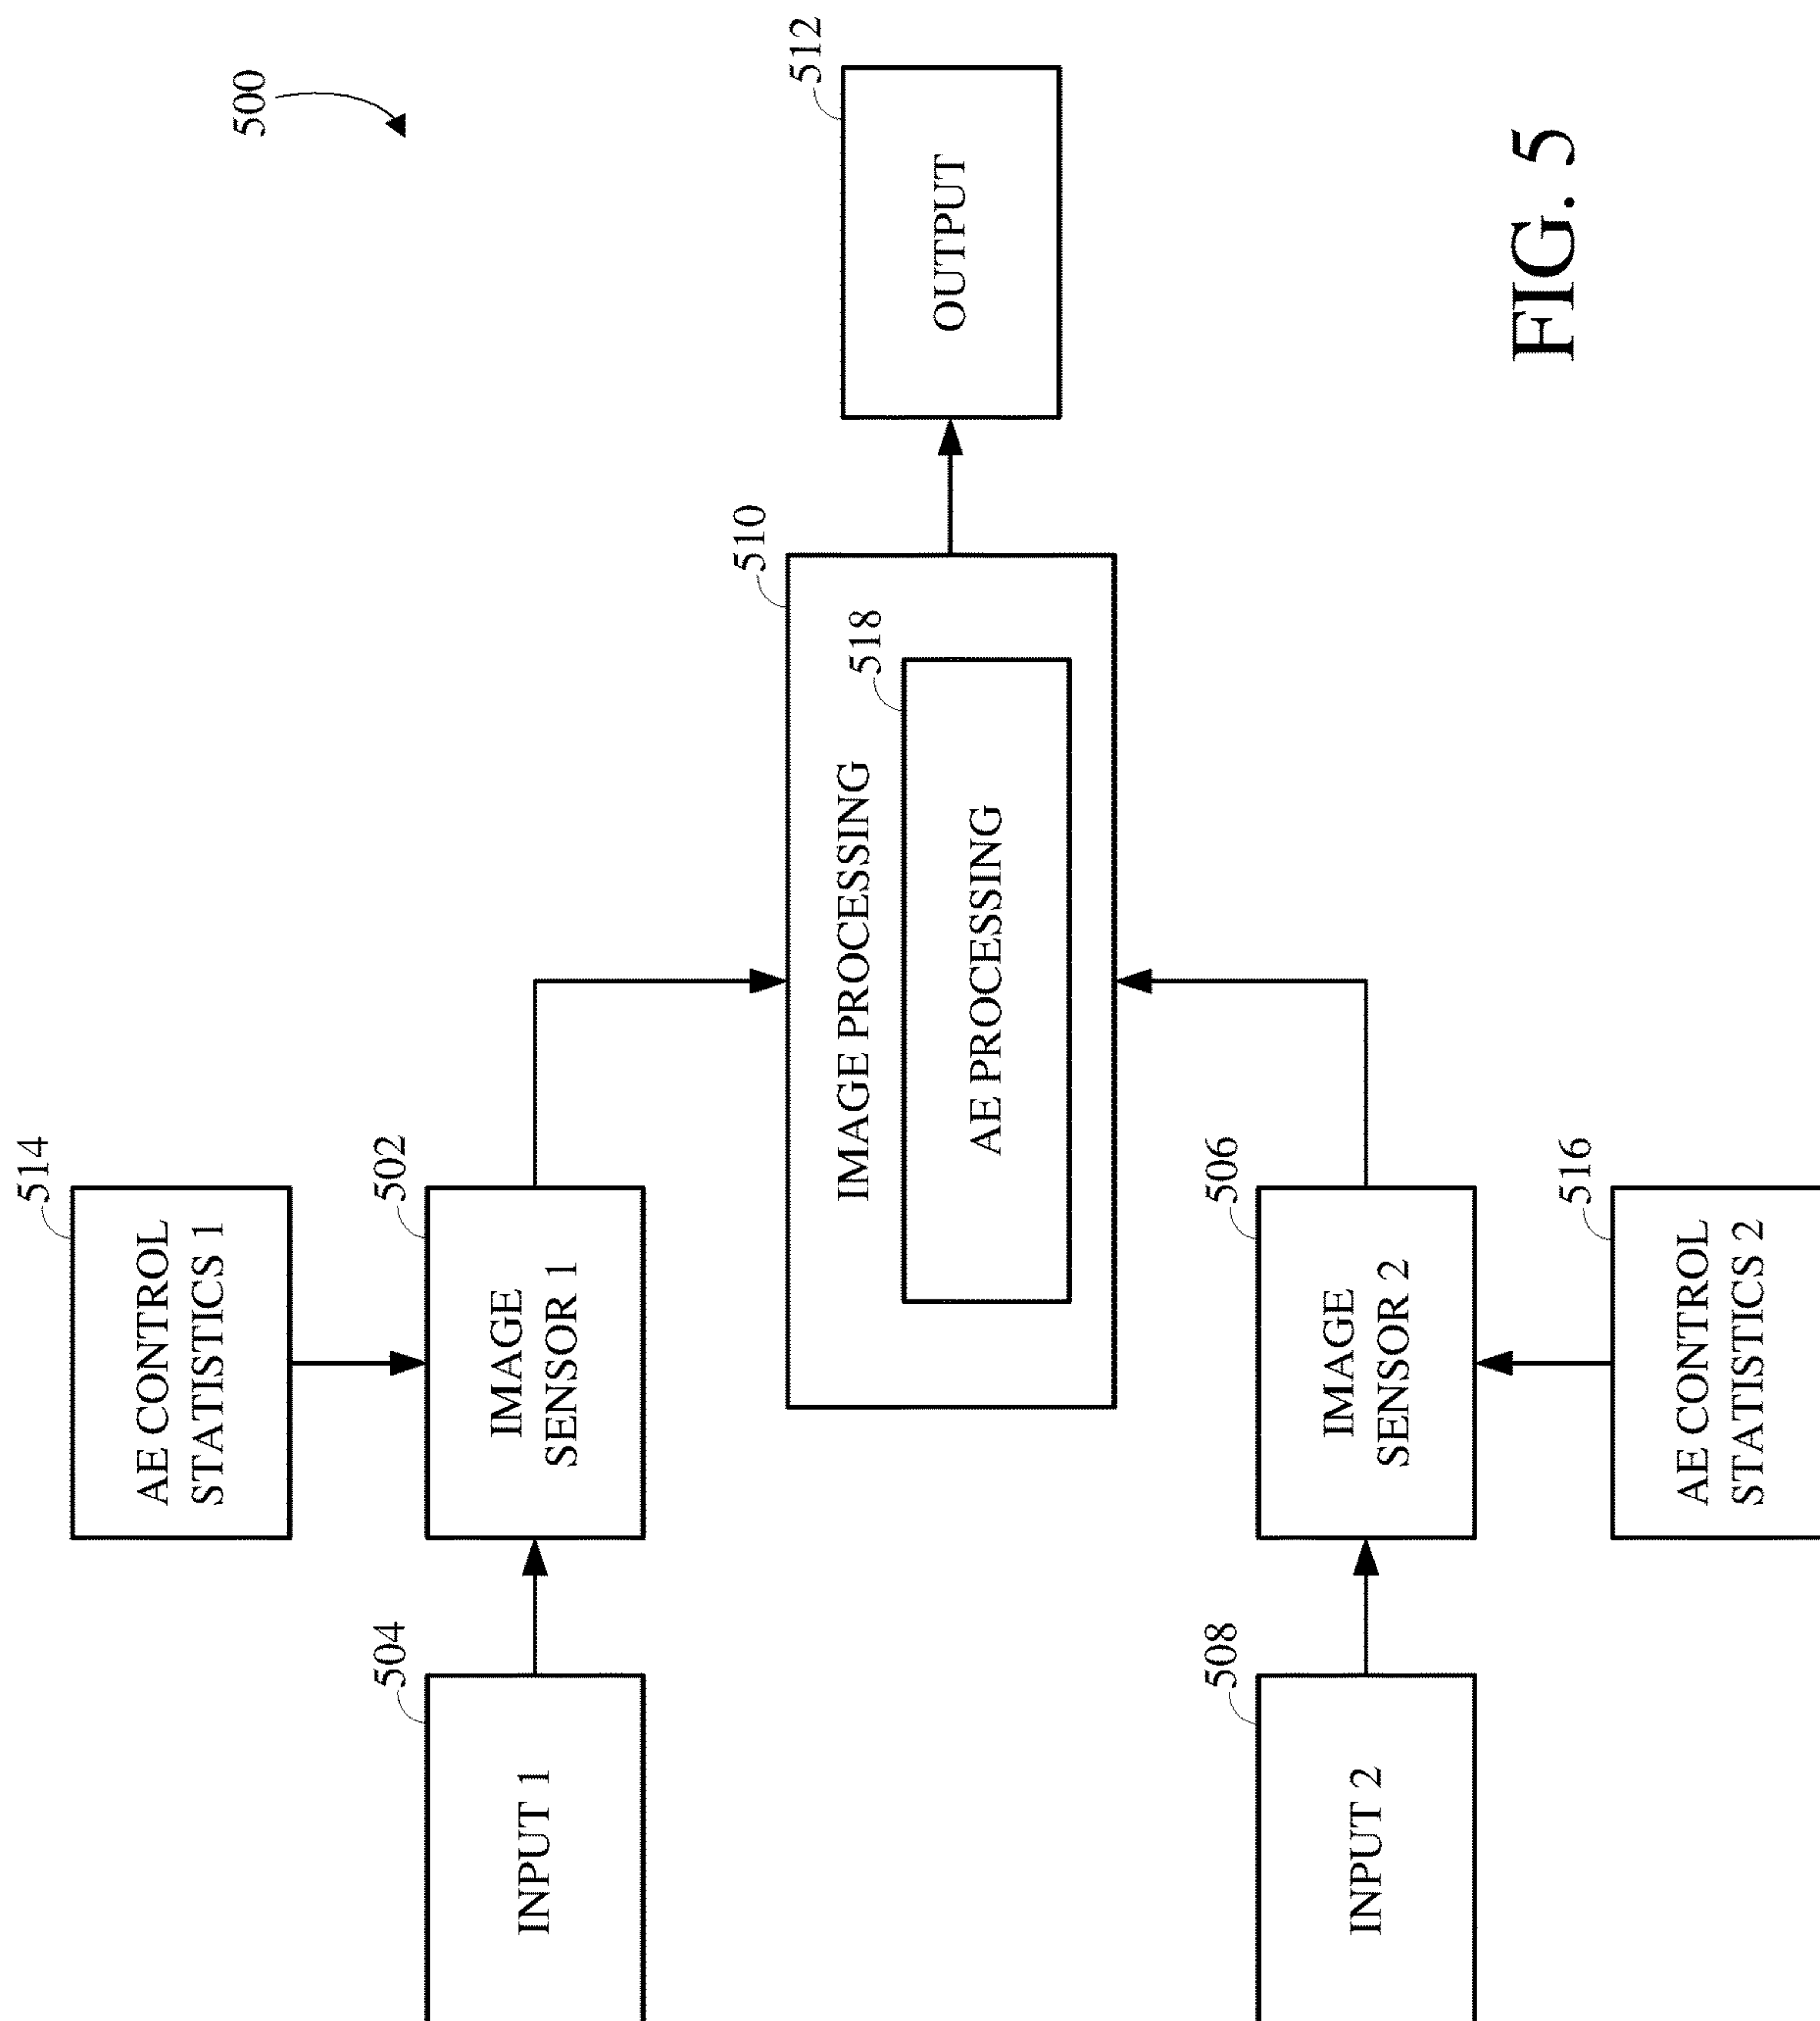 500
514
AE CONTROL
STATISTICS 1
504
INPUT 1
502
IMAGE
SENSOR 1
510
IMAGE PROCESSING
518
AE PROCESSING
512
OUTPUT
508
INPUT 2
506
IMAGE
SENSOR 2
516
AE CONTROL
STATISTICS 2
FIG. 5